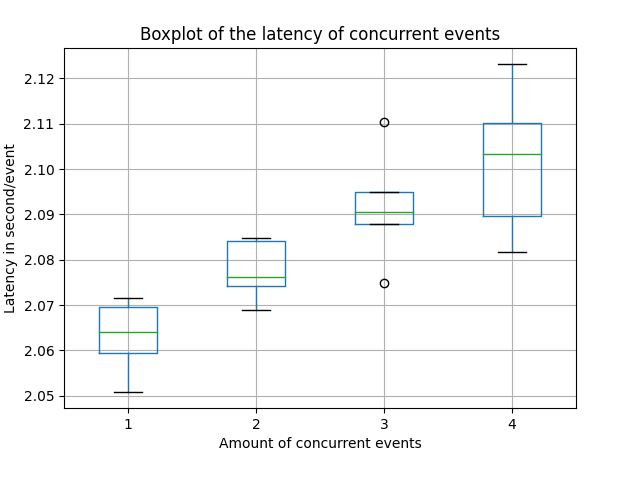 Boxplot of the latency of concurrent events
Latency in second/event
2.12
2.11
2.10
2.09
2.08
2.07
2.06
2.05
1 2 3 4
Amount of concurrent events